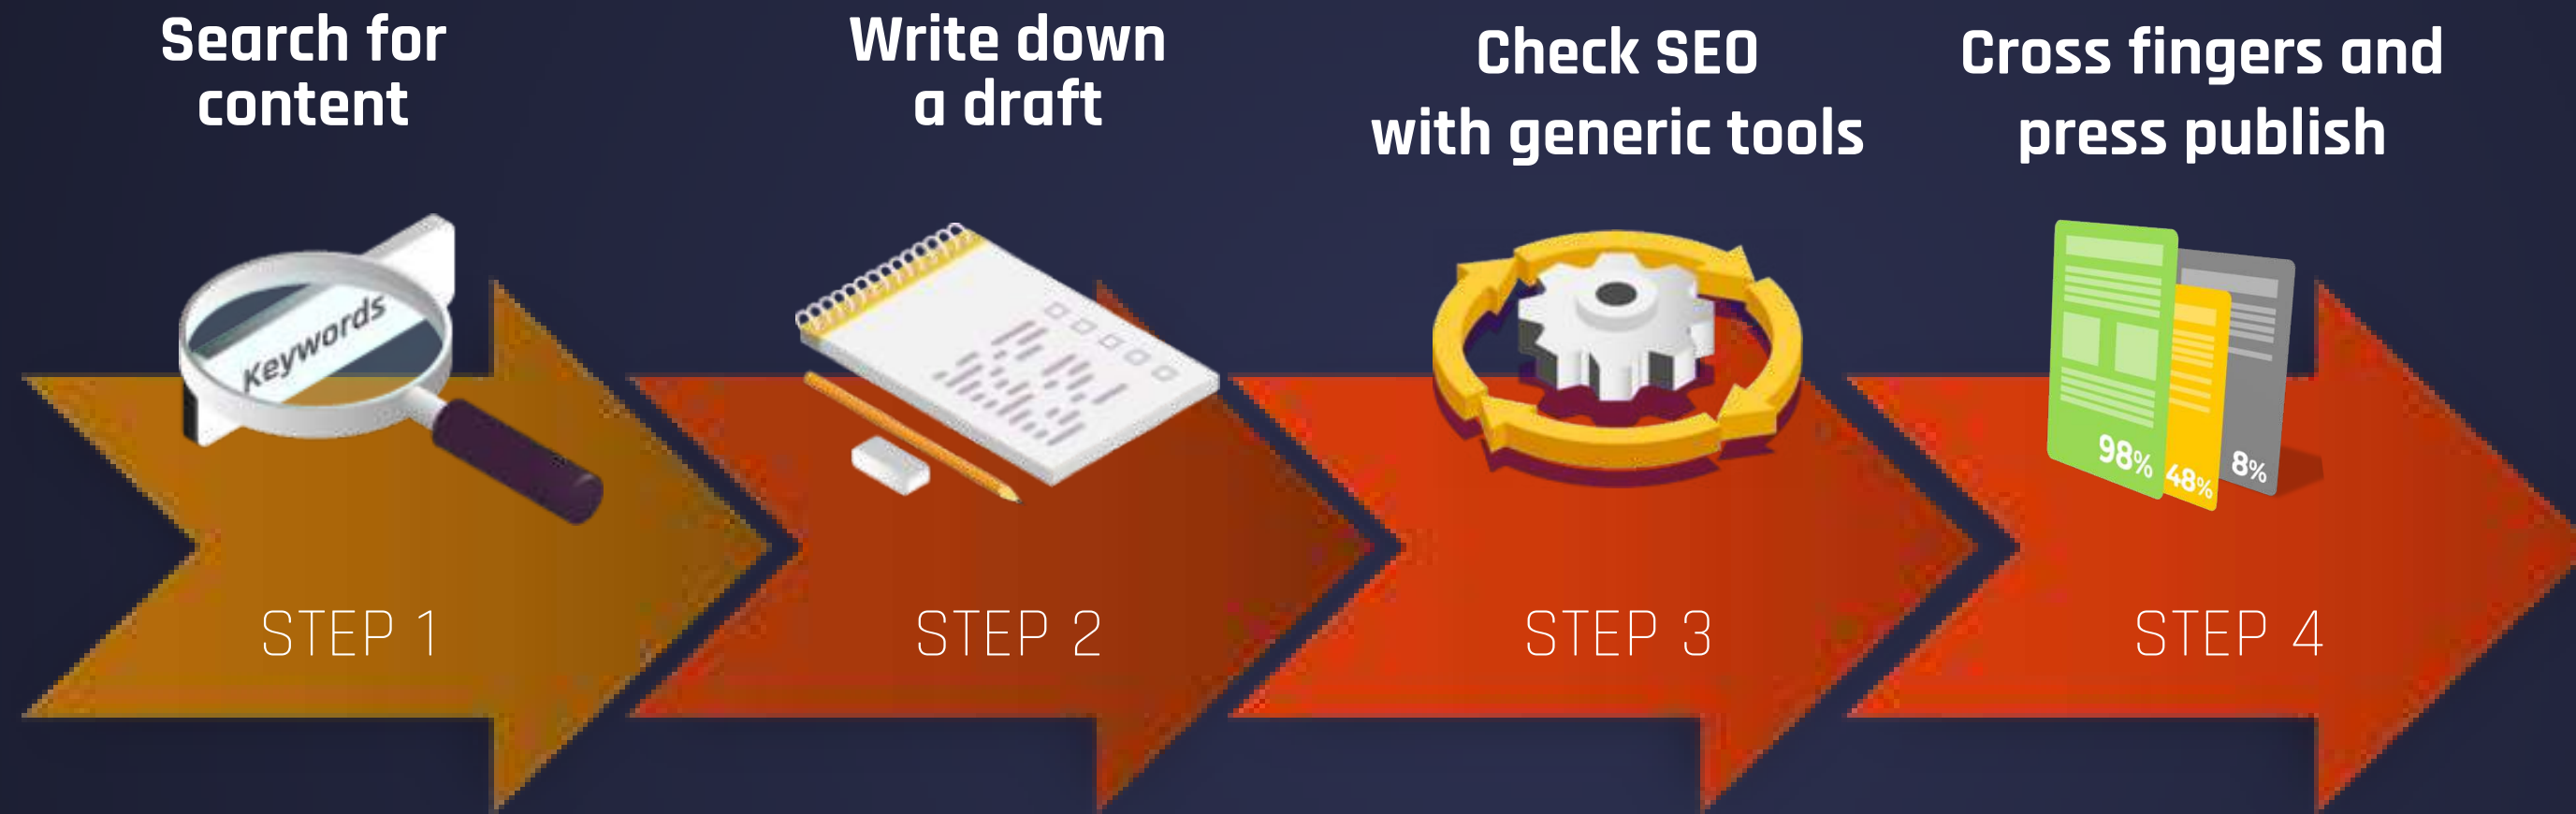 Search for
content
Write down
a draft
Check SEO
with generic tools
Cross fingers and
press publish
Keywords
98%
48%
8%
STEP 1
STEP 2
STEP 3
STEP 4